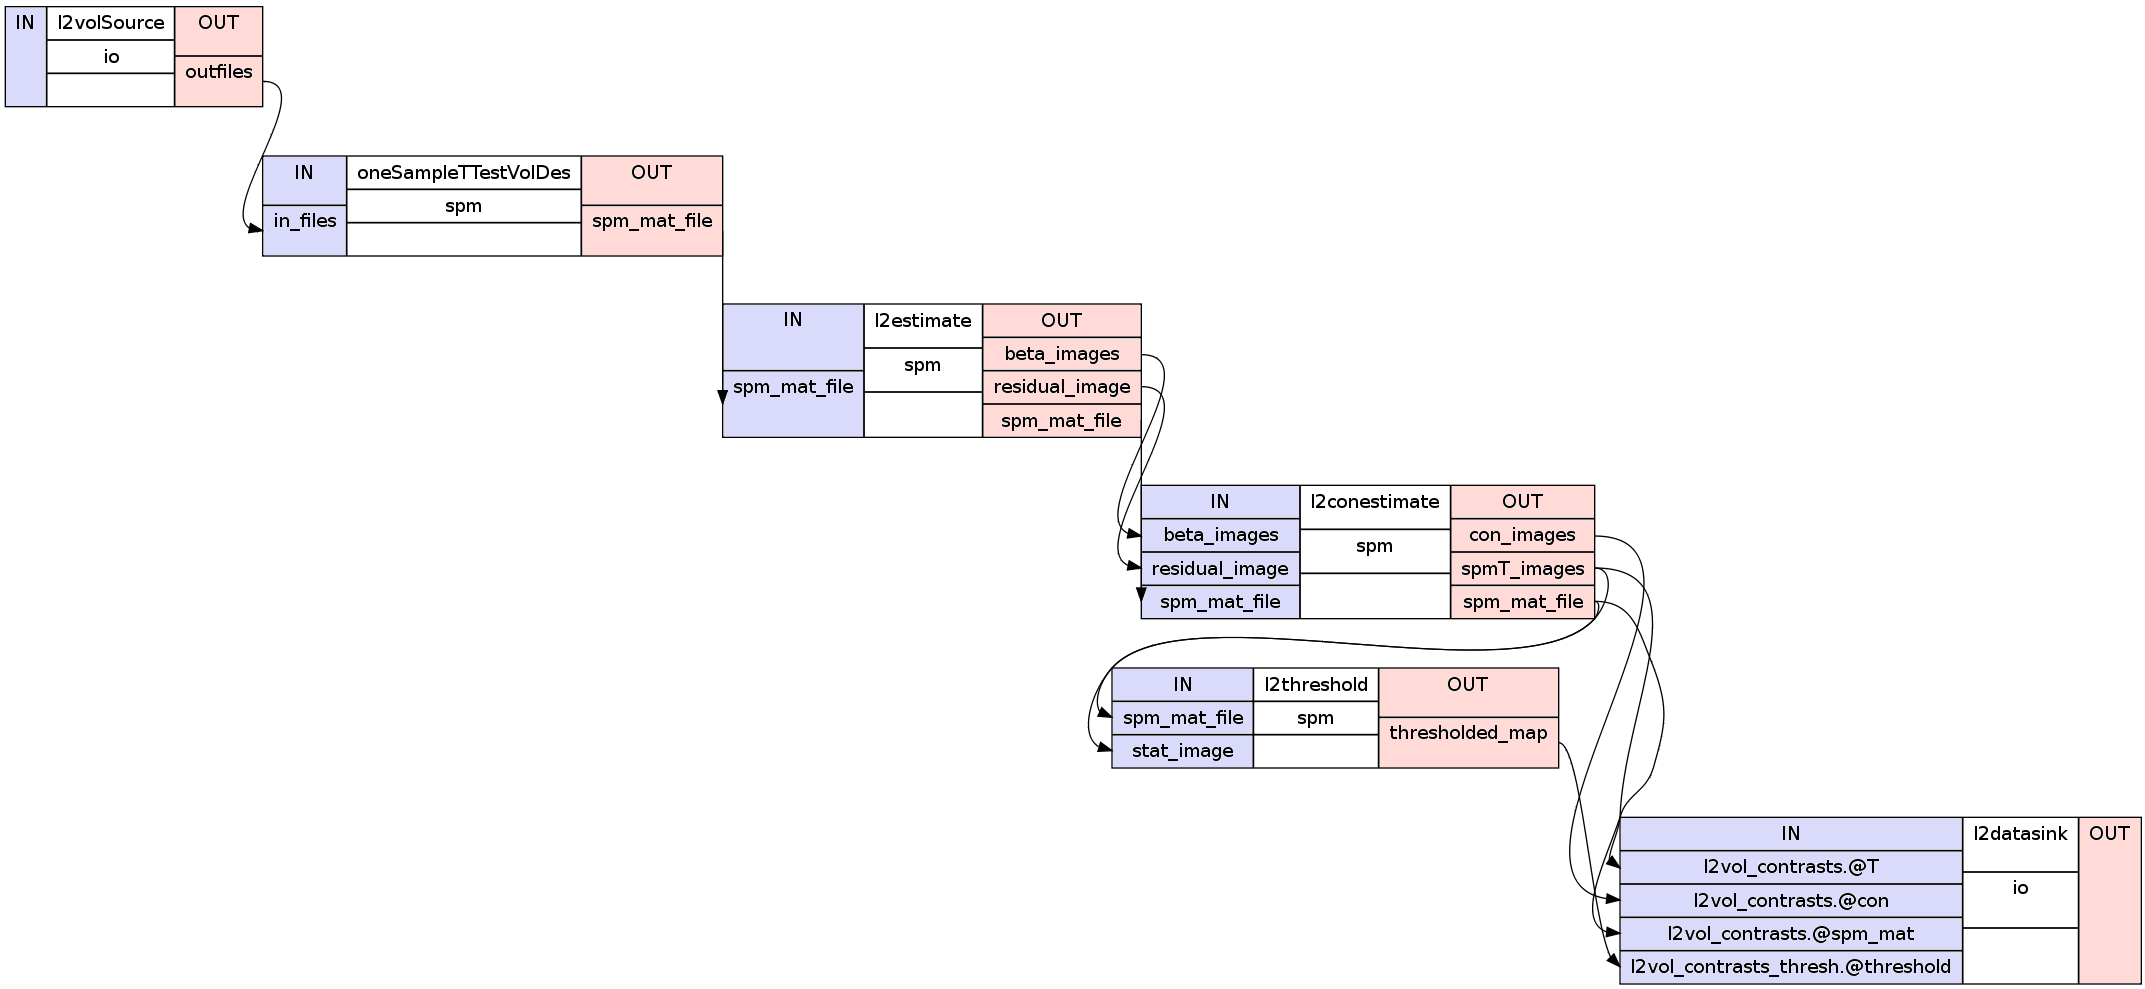 IN l2volSource OUT
io
outfiles
IN oneSampleTTestVolDes OUT
spm
in_files spm_mat_file
IN l2estimate OUT
beta_images
spm
spm_mat_file residual_image
spm_mat_file
IN l2conestimate OUT
beta_images con_images
spm
residual_image spmT_images
spm_mat_file spm_mat_file
IN l2threshold OUT
spm_mat_file spm
thresholded_map
stat_image
IN l2datasink OUT
l2vol_contrasts.@T
io
l2vol_contrasts.@con
l2vol_contrasts.@spm_mat
l2vol_contrasts_thresh.@threshold